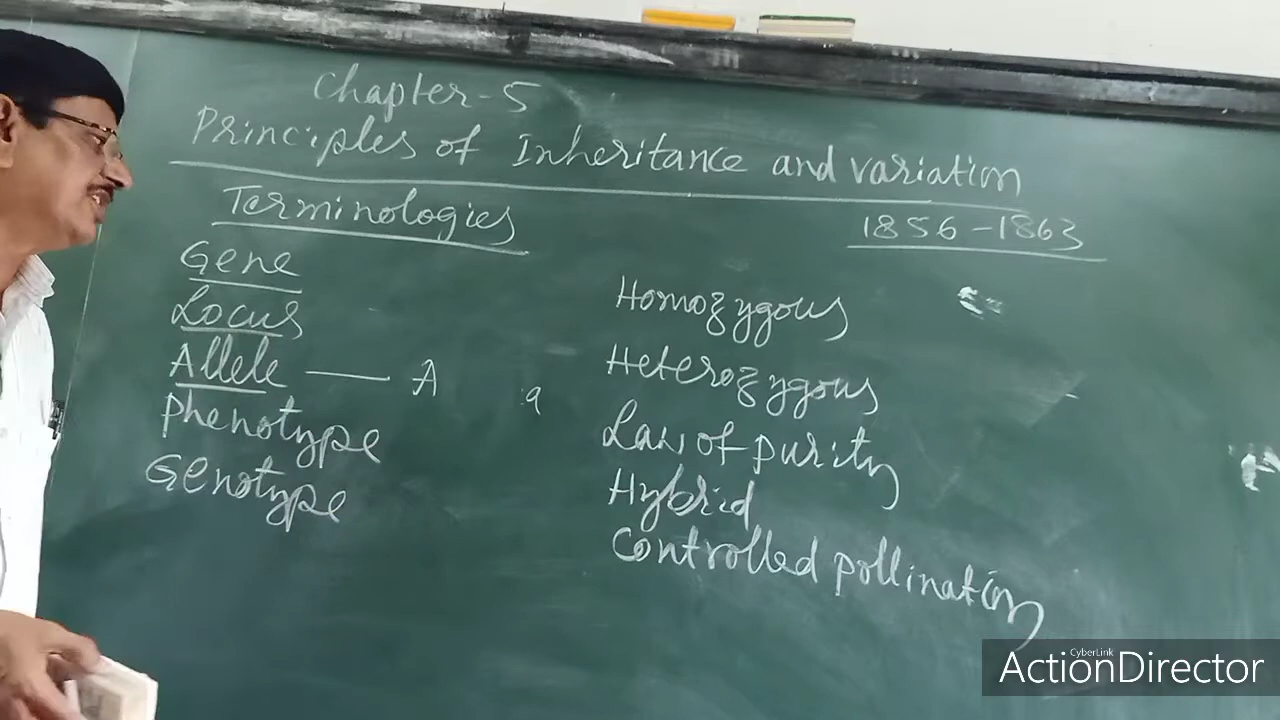 Chapter-5
Principles of Inheritance and variation
Terminologies
1856-1863
Gene
Locus
Allele — A a
Phenotype
Genotype
Homozygous
Heterozygous
Law of purity
Hybrid
Controlled pollination
CyberLink
ActionDirector